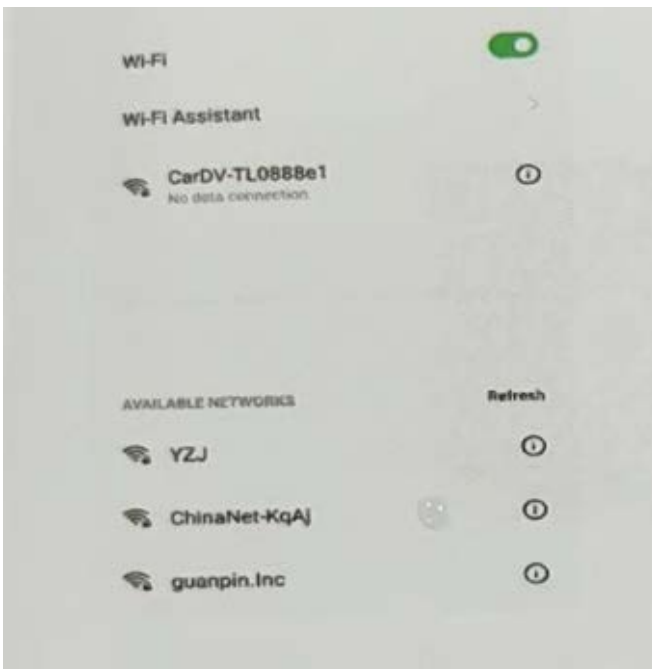 Wi-Fi
Wi-Fi Assistant
CarDV-TL0888e1
No data connection
AVAILABLE NETWORKS
Refresh
YZJ
ChinaNet-KqAj
guanpin.Inc